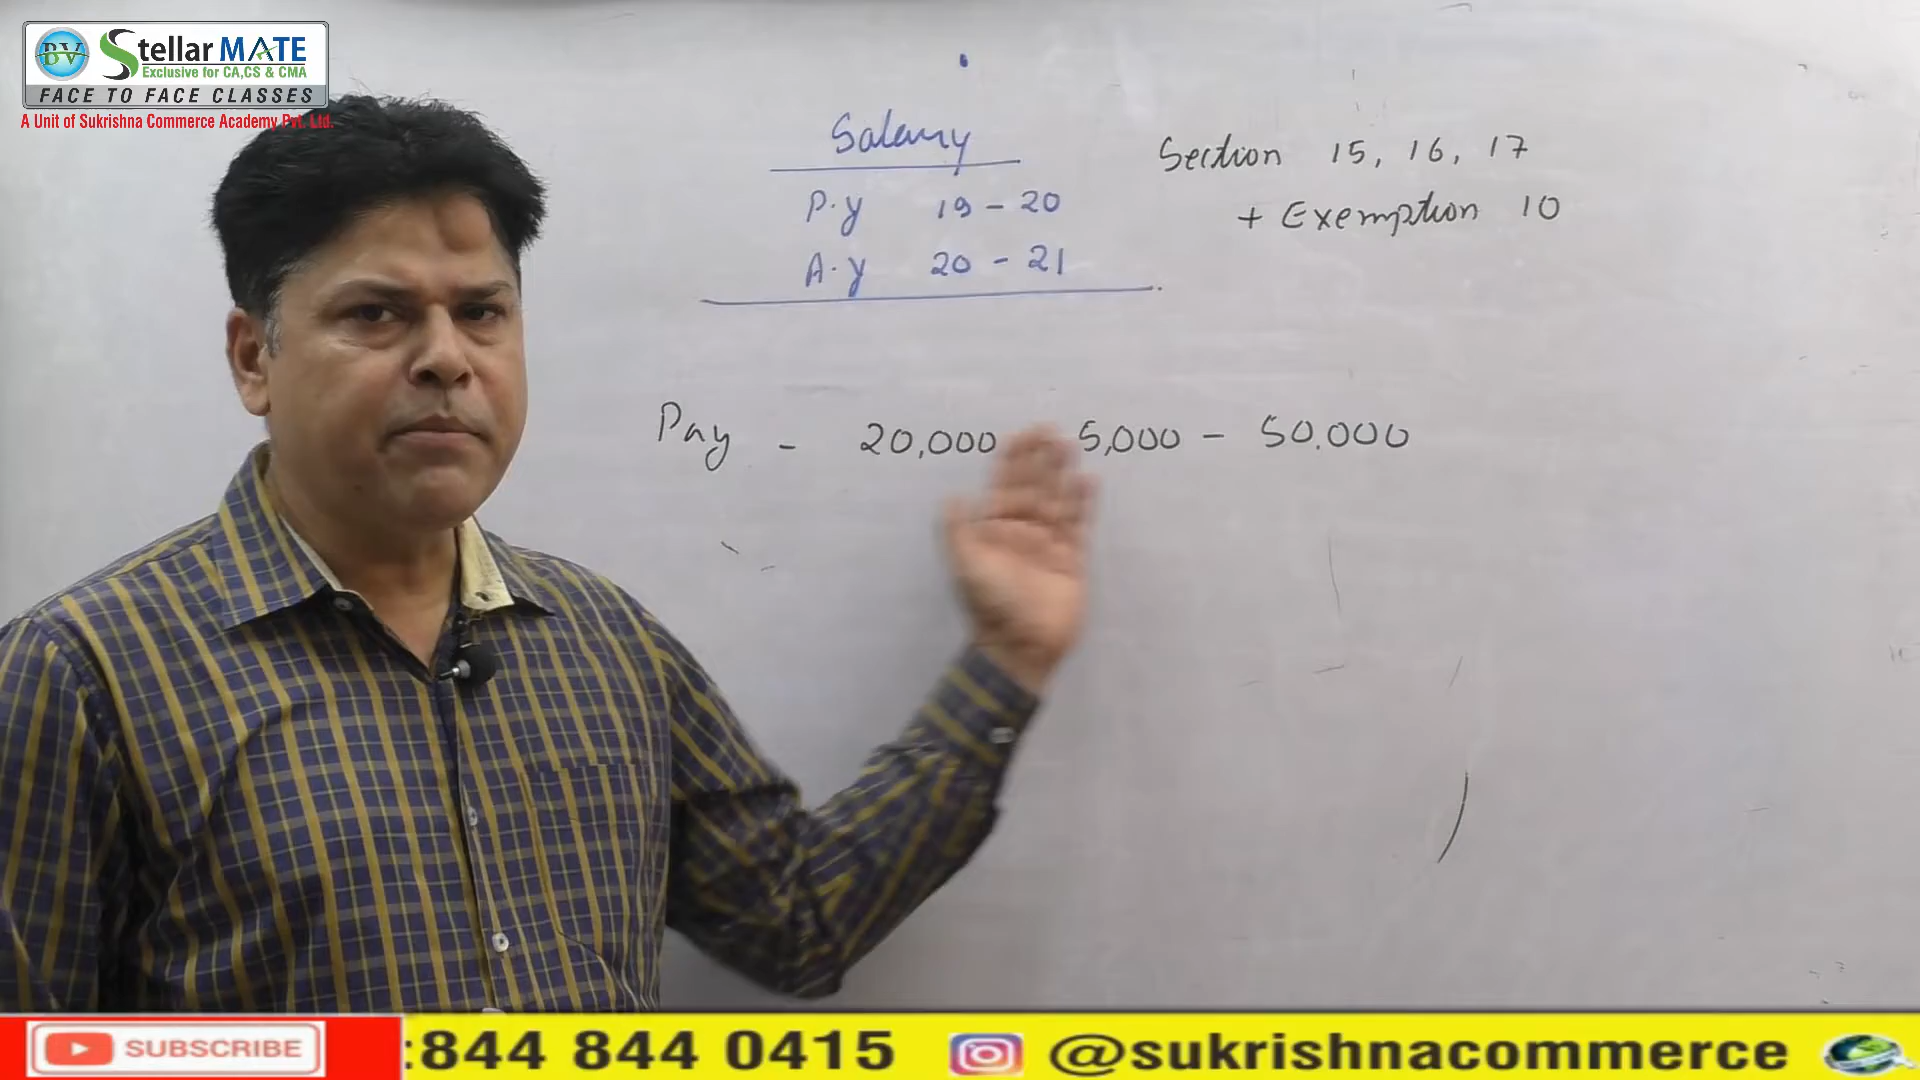 BV Stellar MATE
Exclusive for CA,CS & CMA
FACE TO FACE CLASSES
A Unit of Sukrishna Commerce Academy Pvt. Ltd.
Salary
P.y 19 - 20
A.y 20 - 21
Section 15, 16, 17
+ Exemption 10
Pay - 20,000 5,000 - 50.000
SUBSCRIBE :844 844 0415 @sukrishnacommerce